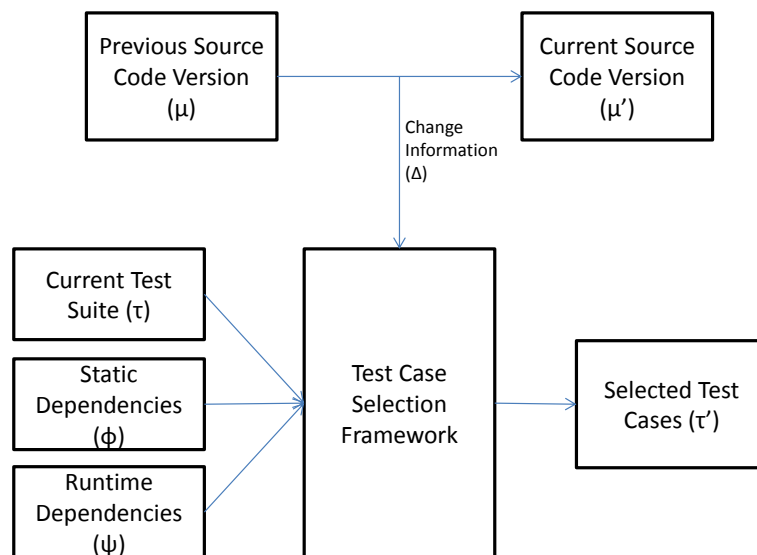 Previous Source
Code Version
(μ)
Current Source
Code Version
(μ’)
Change
Information
(Δ)
Current Test
Suite (τ)
Static
Dependencies
(ϕ)
Runtime
Dependencies
(ψ)
Test Case
Selection
Framework
Selected Test
Cases (τ’)